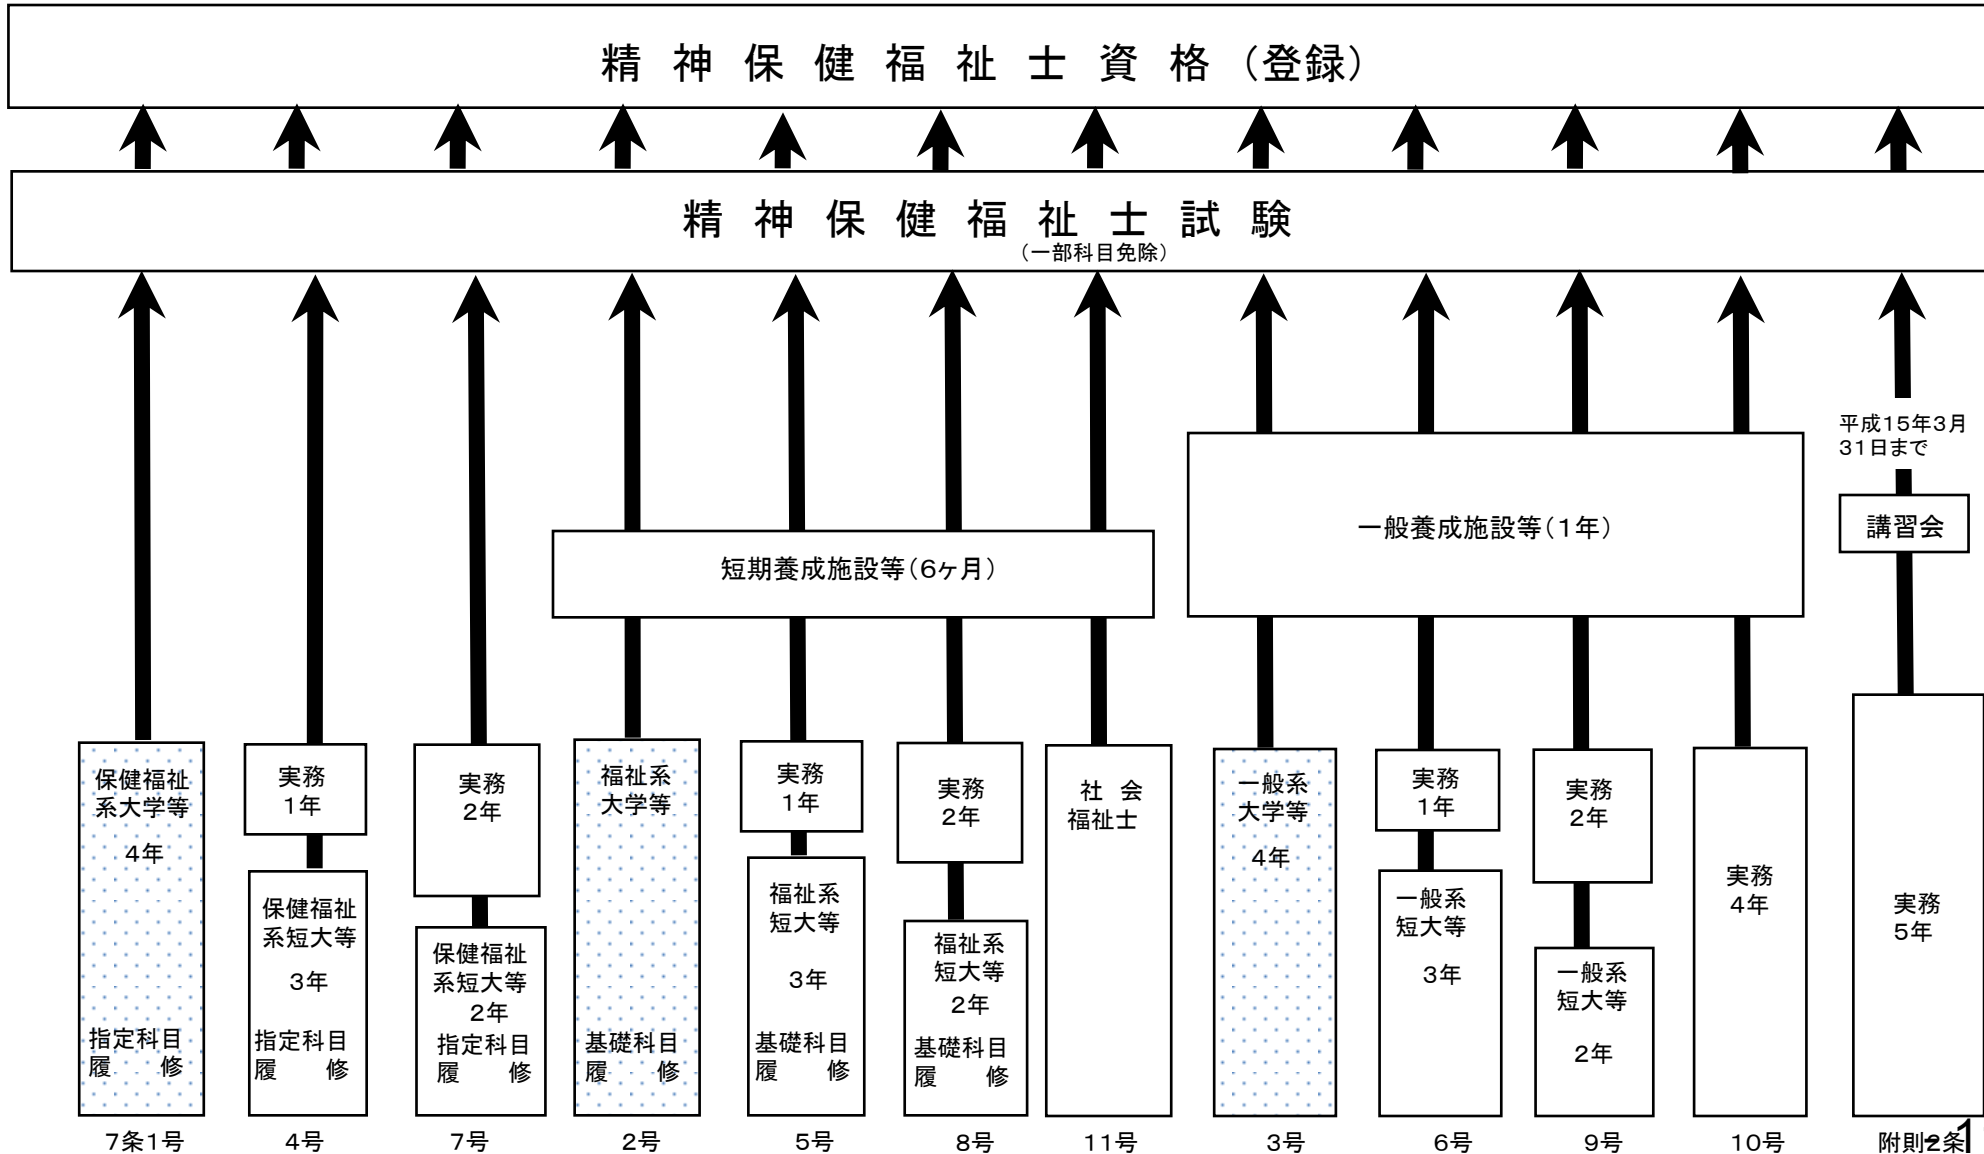 精神保健福祉士資格（登録）
精神保健福祉士試験
（一部科目免除）
平成15年3月
31日まで
講習会
一般養成施設等（1年）
短期養成施設等（6ヶ月）
保健福祉
系大学等
4年
指定科目
履　　修
実務
1年
保健福祉
系短大等
3年
指定科目
履　　修
実務
2年
保健福祉
系短大等
2年
指定科目
履　　修
福祉系
大学等
基礎科目
履　　修
実務
1年
福祉系
短大等
3年
基礎科目
履　　修
実務
2年
福祉系
短大等
2年
基礎科目
履　　修
社　会
福祉士
一般系
大学等
4年
実務
1年
一般系
短大等
3年
実務
2年
一般系
短大等
2年
実務
4年
実務
5年
7条1号
4号
7号
2号
5号
8号
11号
3号
6号
9号
10号
附則2条